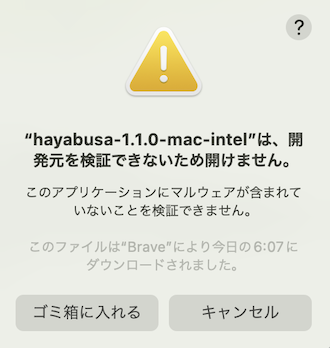 ?
“hayabusa-1.1.0-mac-intel”は、開
発元を検証できないため開けません。
このアプリケーションにマルウェアが含まれて
いないことを検証できません。
このファイルは“Brave”により今日の6:07に
ダウンロードされました。
ゴミ箱に入れる
キャンセル